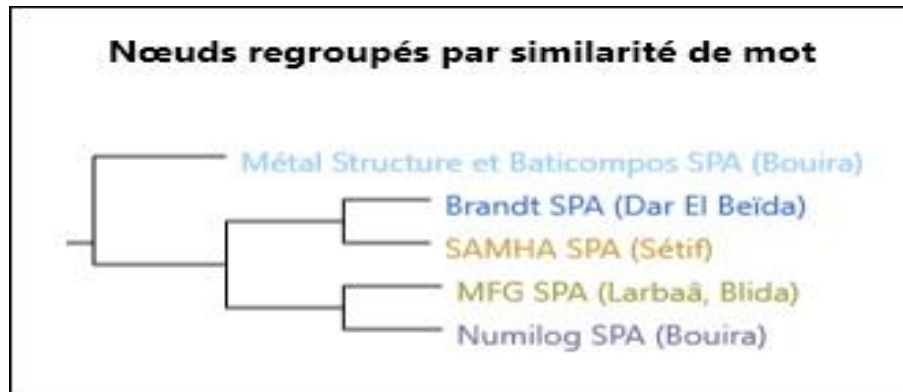 Nœuds regroupés par similarité de mot
Métal Structure et Baticompos SPA (Bouira)
Brandt SPA (Dar El Beïda)
SAMHA SPA (Sétif)
MFG SPA (Larbaâ, Blida)
Numilog SPA (Bouira)